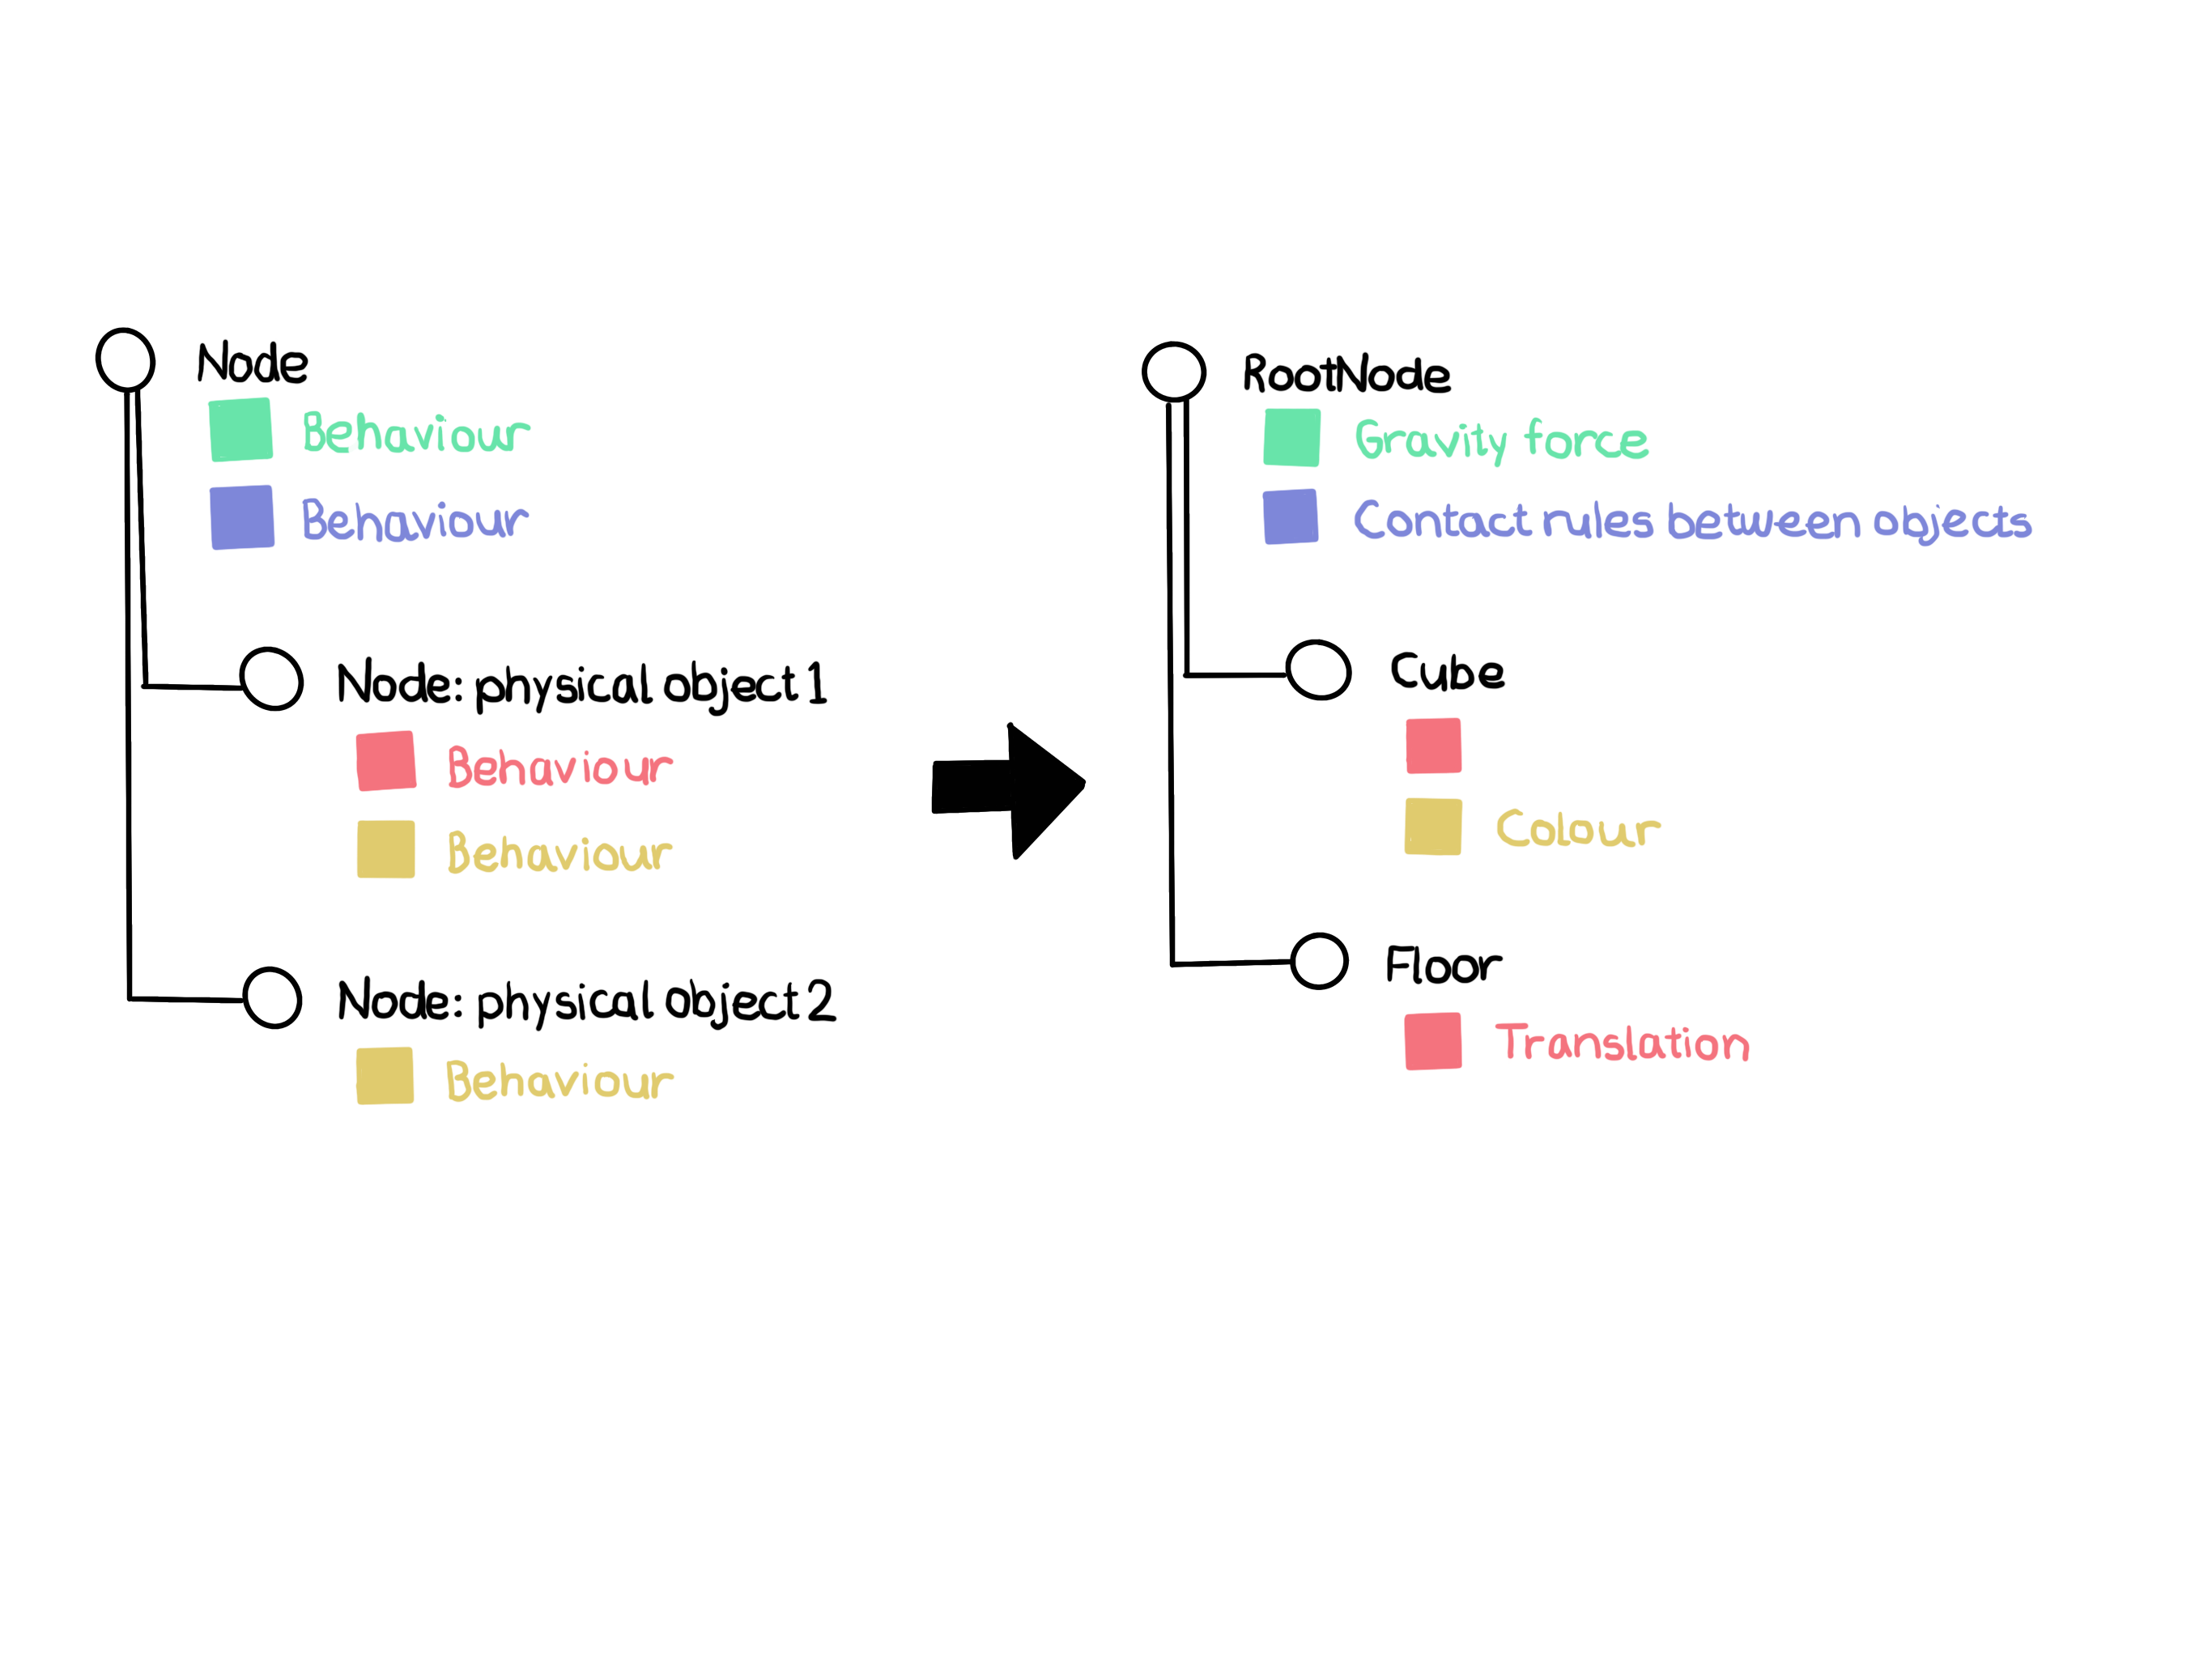 Node
Behaviour
Behaviour
Node: physical object 1
Behaviour
Behaviour
Node: physical object 2
Behaviour
RootNode
Gravity force
Contact rules between objects
Cube
Colour
Floor
Translation